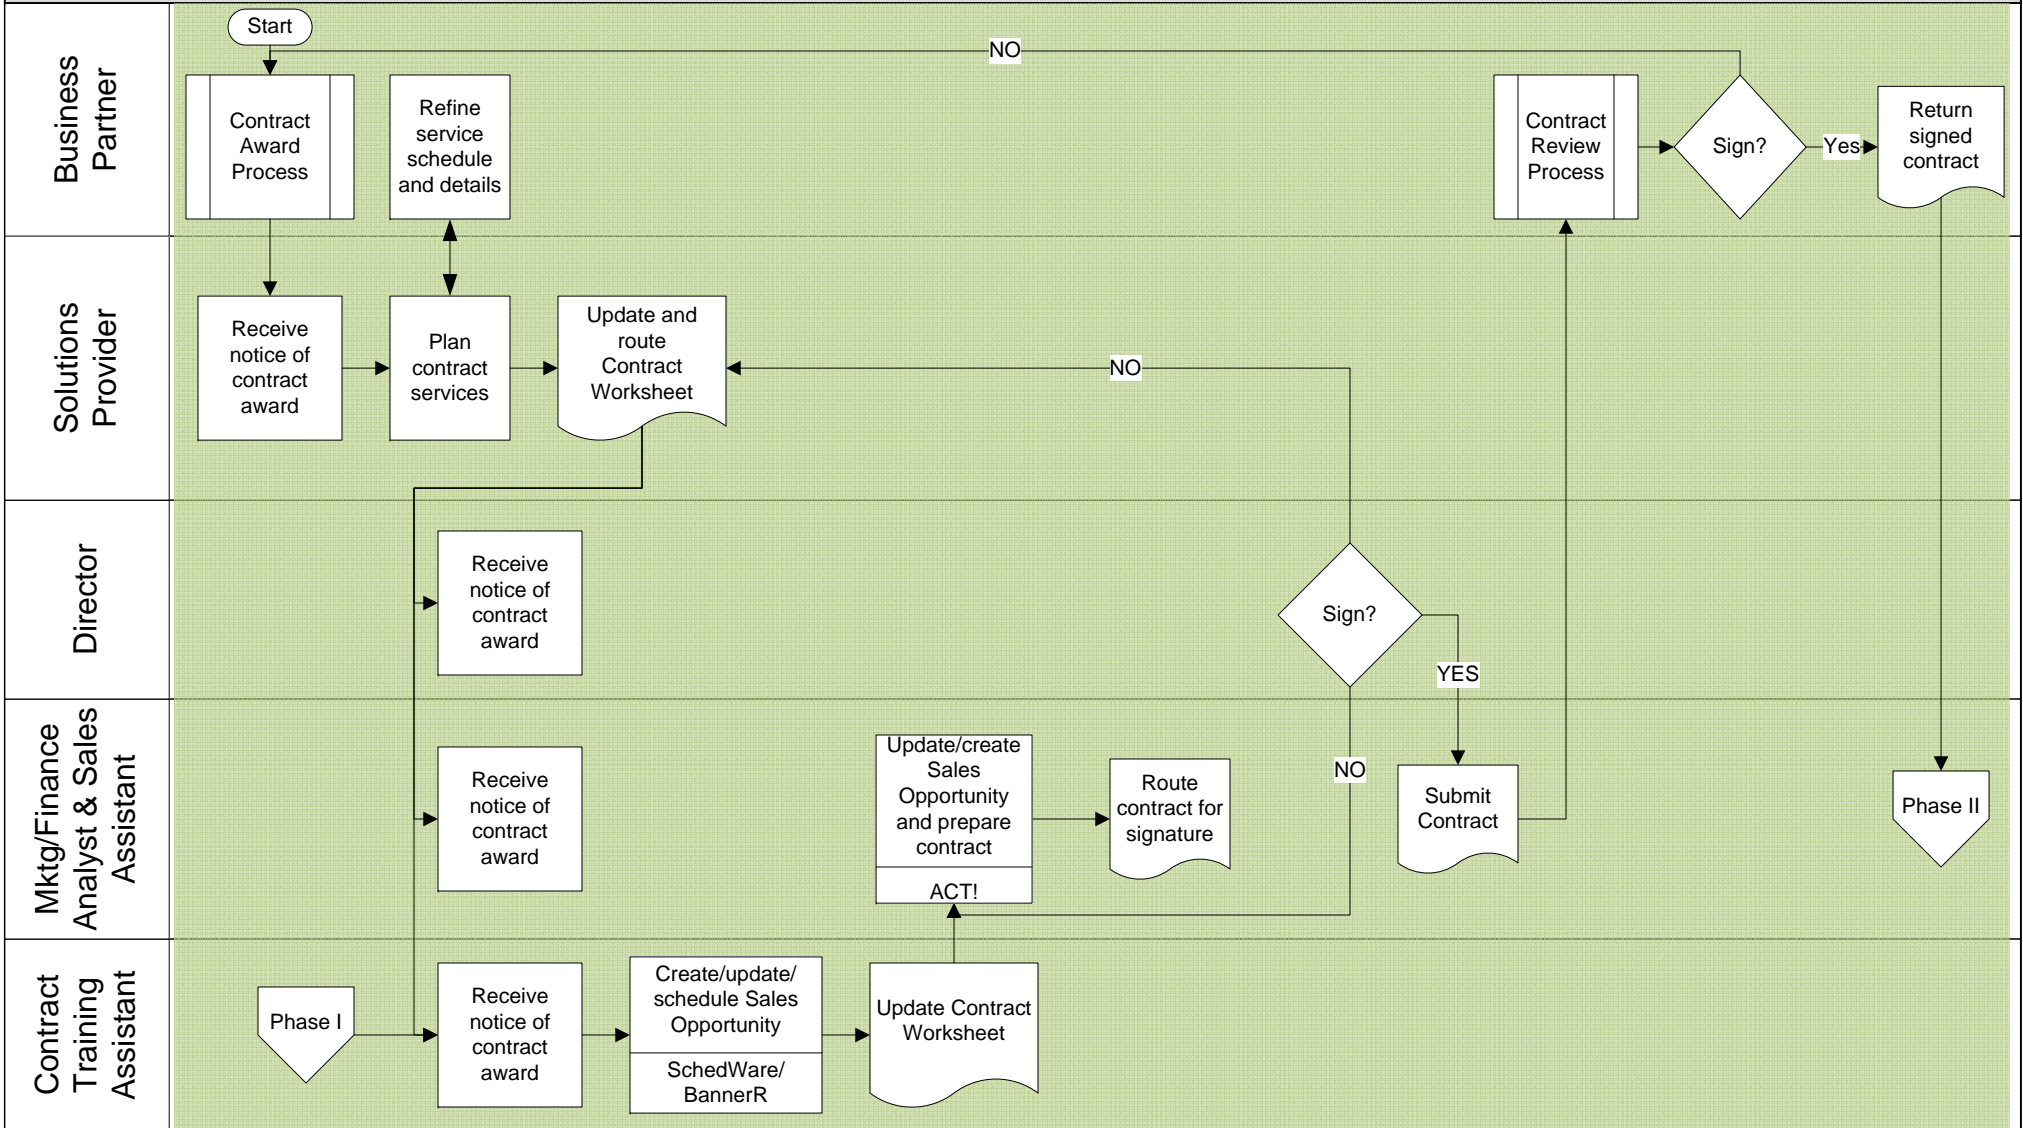 Business
Partner
Start
NO
Contract
Award
Process
Refine
service
schedule
and details
Contract
Review
Process
Sign?
Yes
Return
signed
contract
Solutions
Provider
Receive
notice of
contract
award
Plan
contract
services
Update and
route
Contract
Worksheet
NO
Director
Receive
notice of
contract
award
Sign?
YES
Mktg/Finance
Analyst & Sales
Assistant
Receive
notice of
contract
award
Update/create
Sales
Opportunity
and prepare
contract
ACT!
Route
contract for
signature
NO
Submit
Contract
Phase II
Contract
Training
Assistant
Phase I
Receive
notice of
contract
award
Create/update/
schedule Sales
Opportunity
SchedWare/
BannerR
Update Contract
Worksheet